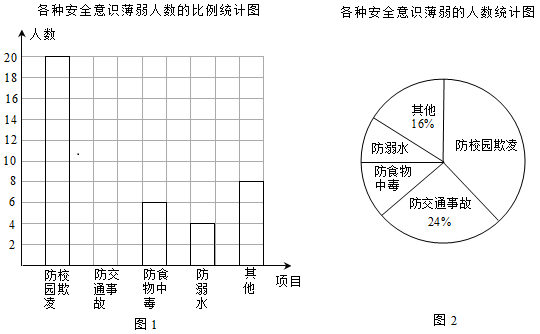 各种安全意识薄弱人数的比例统计图
人数
20
18
16
14
12
10
8
6
4
2
防校园欺凌
防交通事故
防食物中毒
防溺水
其他
项目
图1
各种安全意识薄弱的人数统计图
其他
16%
防校园欺凌
防溺水
防食物
中毒
防交通事故
24%
图2